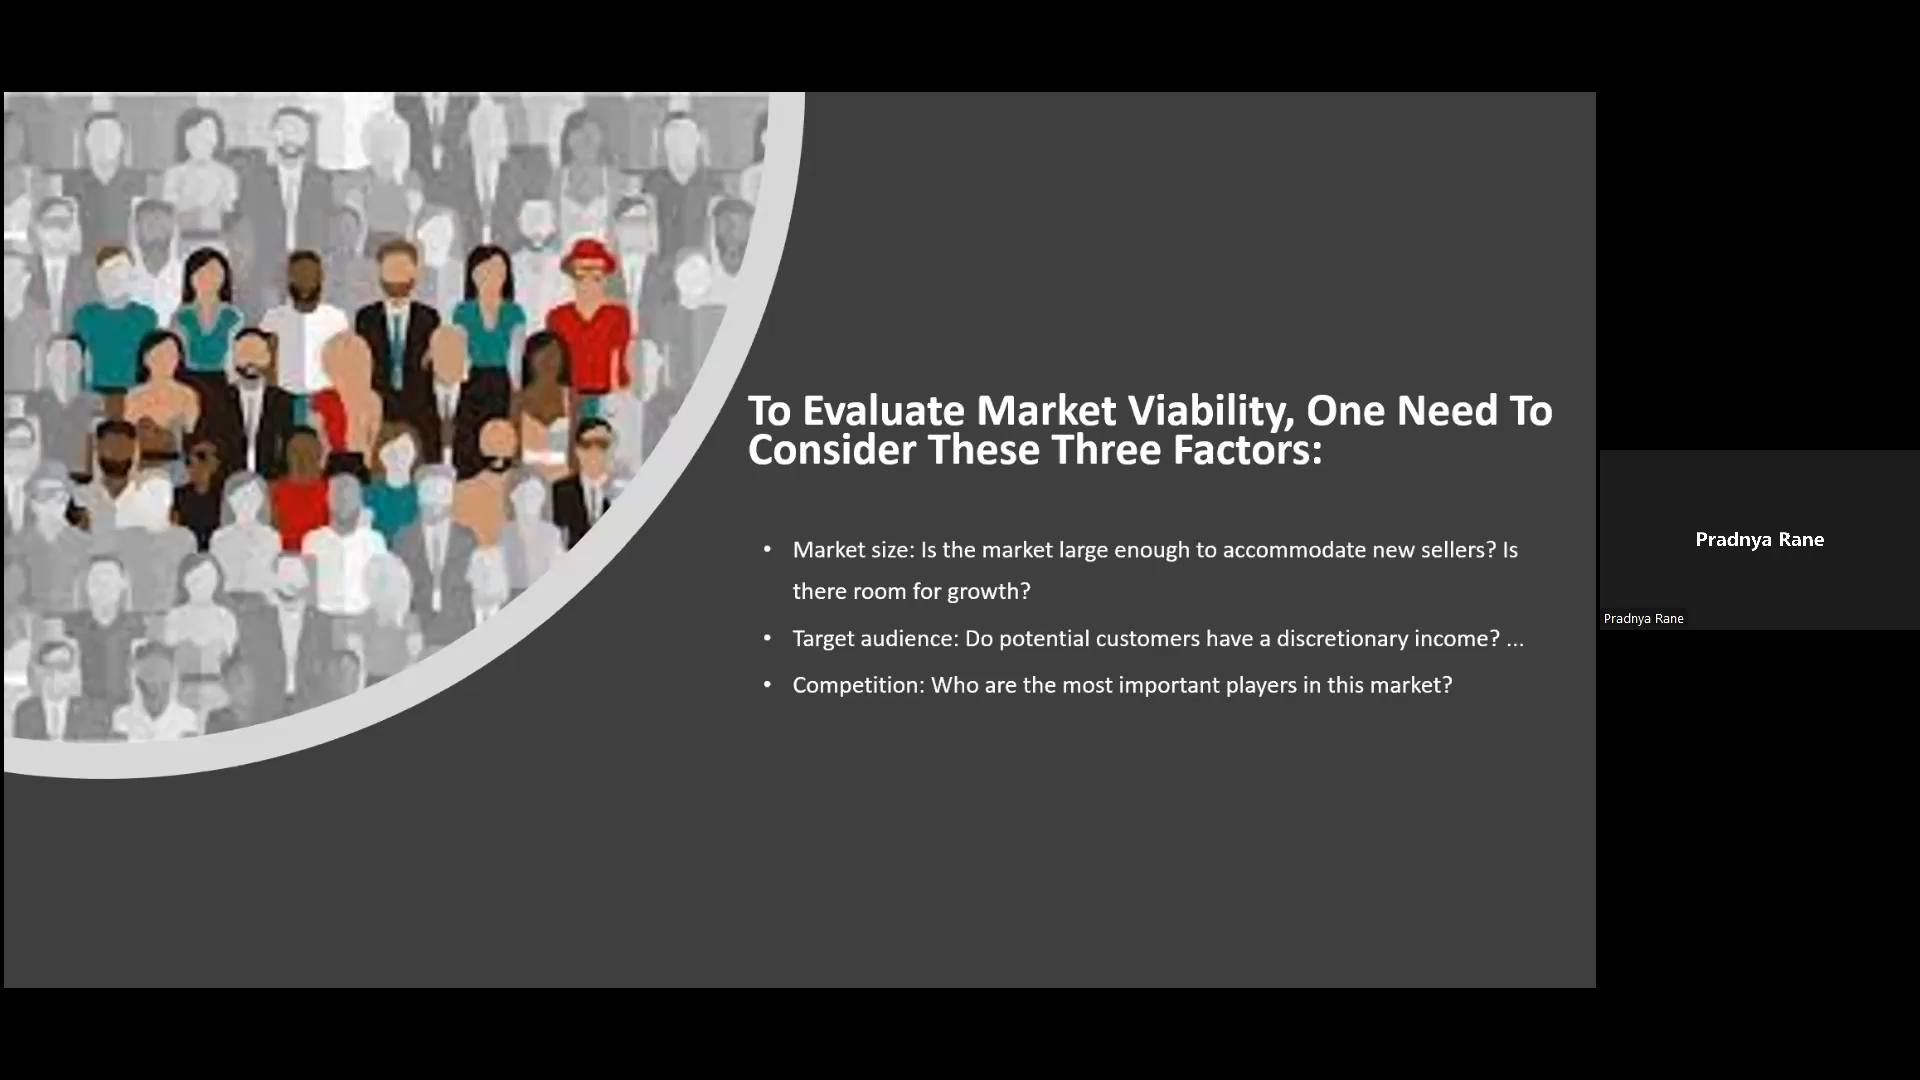 To Evaluate Market Viability, One Need To
Consider These Three Factors:
• Market size: Is the market large enough to accommodate new sellers? Is
there room for growth?
• Target audience: Do potential customers have a discretionary income? ...
• Competition: Who are the most important players in this market?
Pradnya Rane
Pradnya Rane